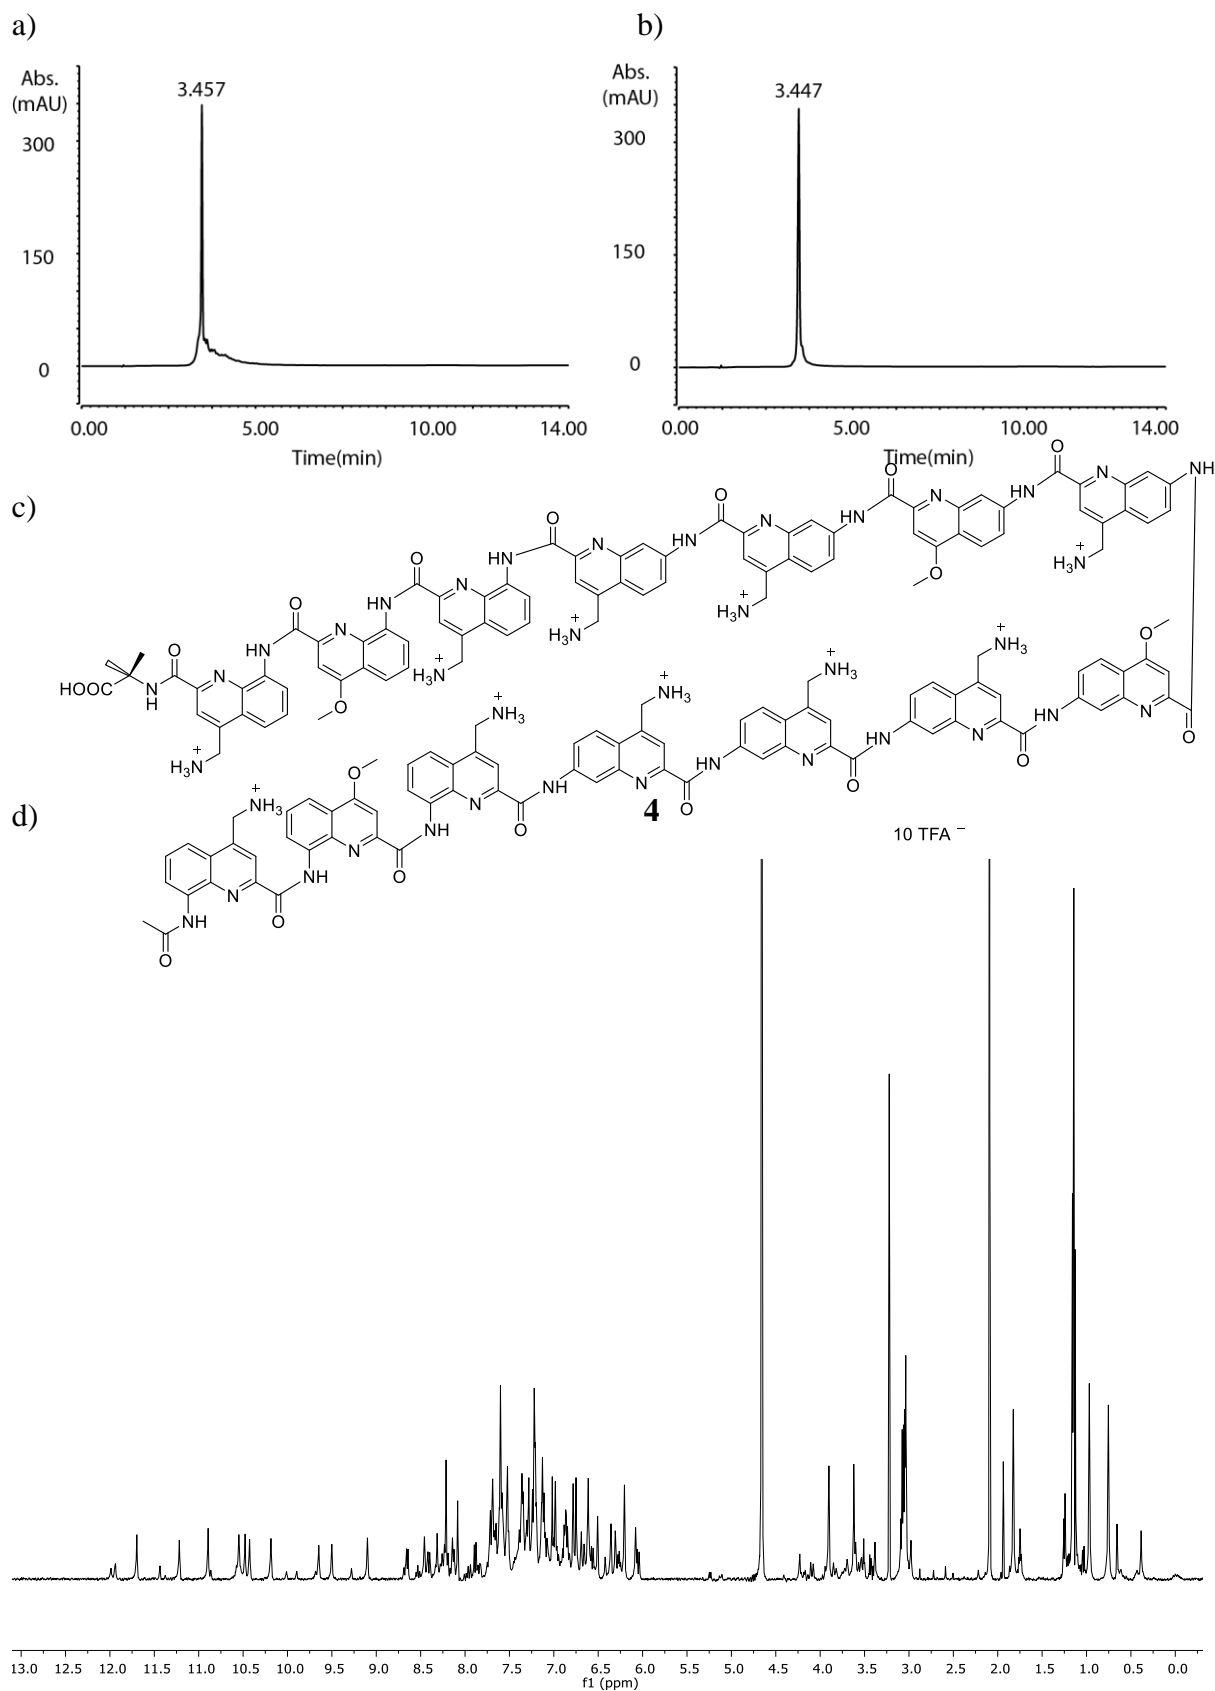 a)
Abs.
(mAU)
3.457
300
150
0
0.00 5.00 10.00 14.00
Time(min)
b)
Abs.
(mAU)
3.447
300
150
0
0.00 5.00 10.00 14.00
Time(min)
c)
HOOC
N
H
O
N
H3N
+
NH
O
N
O
HN
O
N
H3N
+
HN
O
N
H3N
+
NH
O
N
H3N
+
HN
O
N
O
HN
O
N
H3N
+
NH
O
N
O
HN
O
N
NH3
+
HN
O
N
NH3
+
NH
O
N
NH3
+
NH
O
N
NH3
+
NH
O
N
O
NH
O
N
NH3
+
NH
O
4
10 TFA –
d)
13.0 12.5 12.0 11.5 11.0 10.5 10.0 9.5 9.0 8.5 8.0 7.5 7.0 6.5 6.0 5.5 5.0 4.5 4.0 3.5 3.0 2.5 2.0 1.5 1.0 0.5 0.0
f1 (ppm)